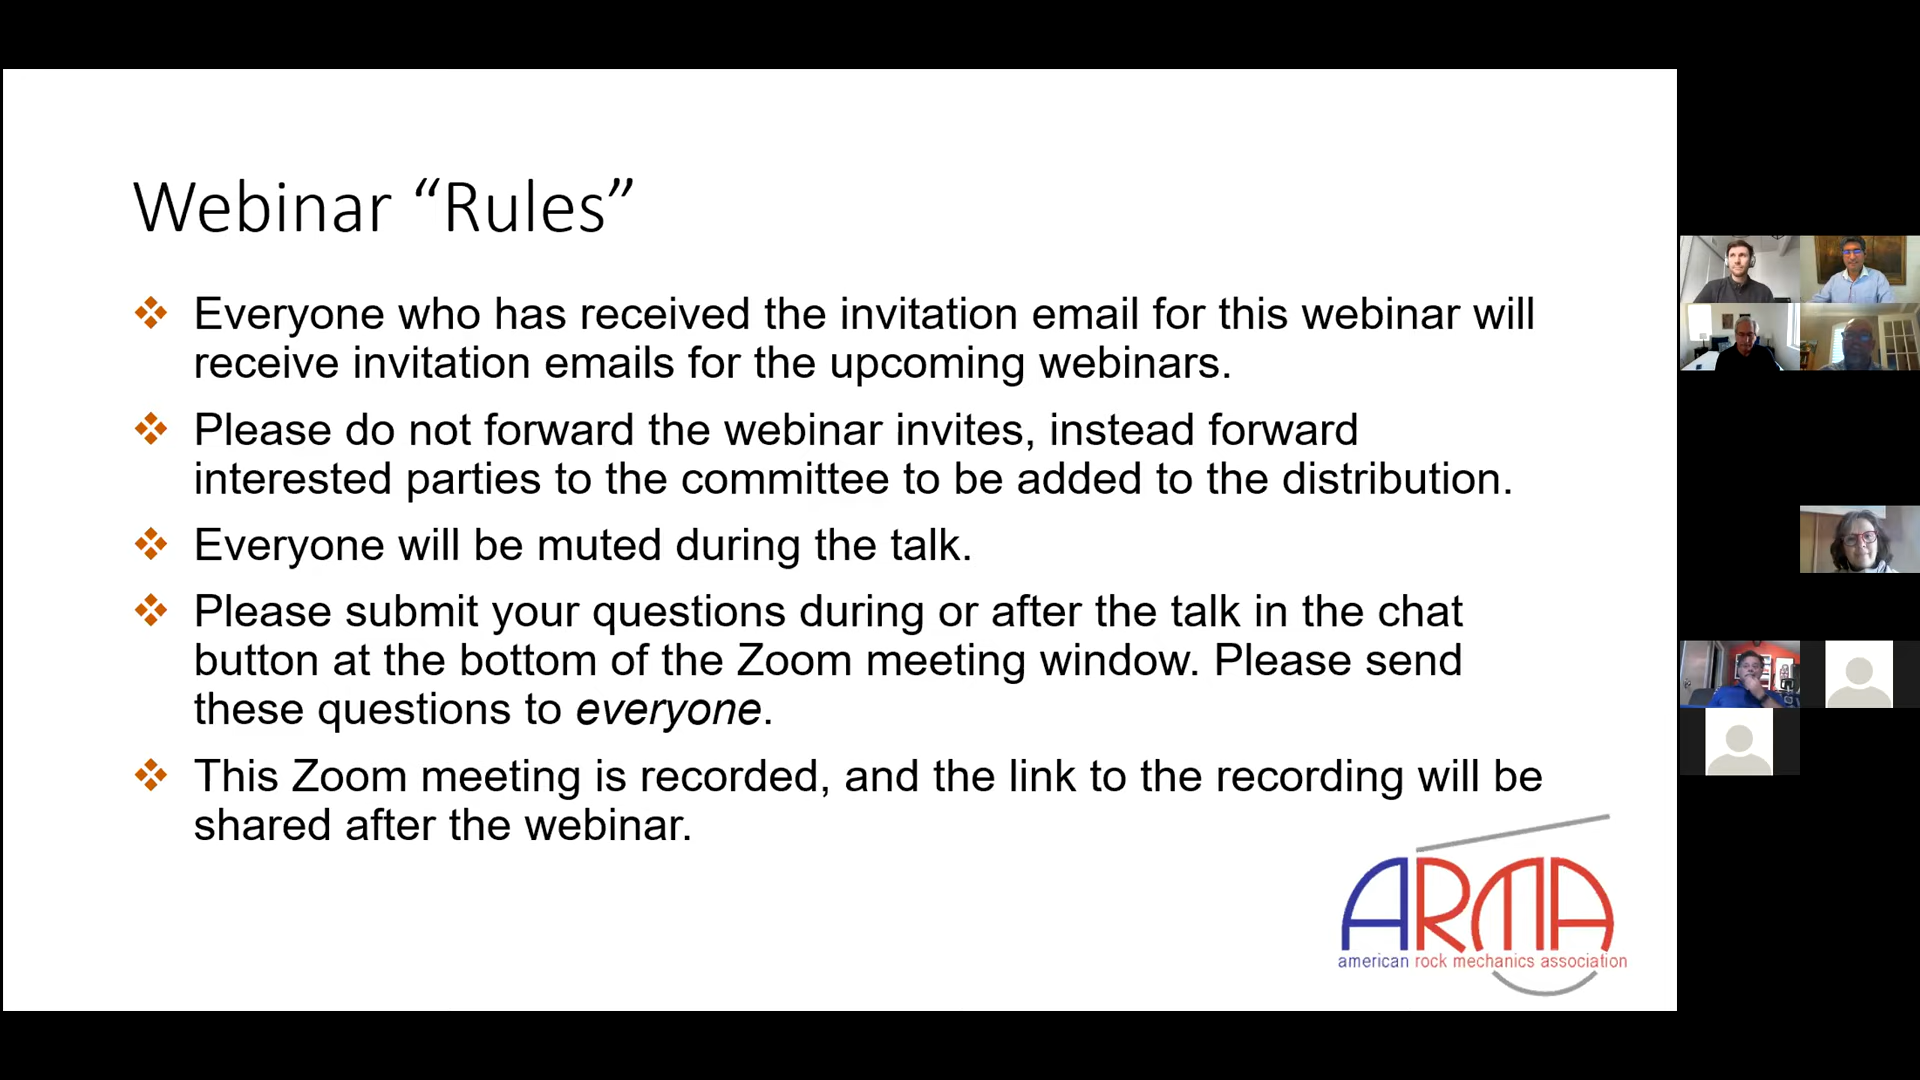 Webinar “Rules”
Everyone who has received the invitation email for this webinar will
receive invitation emails for the upcoming webinars.
Please do not forward the webinar invites, instead forward
interested parties to the committee to be added to the distribution.
Everyone will be muted during the talk.
Please submit your questions during or after the talk in the chat
button at the bottom of the Zoom meeting window. Please send
these questions to everyone.
This Zoom meeting is recorded, and the link to the recording will be
shared after the webinar.
ARMA
american rock mechanics association